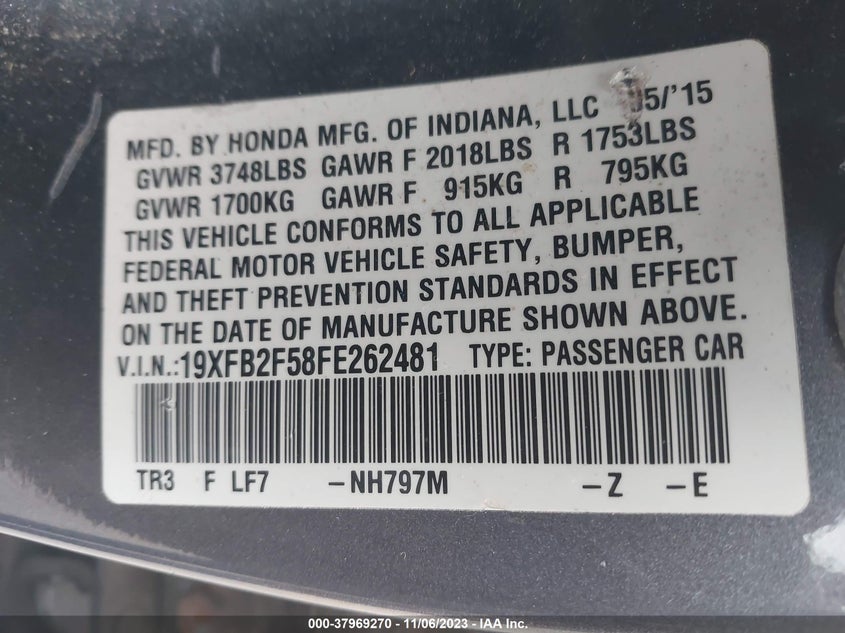 MFD. BY HONDA MFG. OF INDIANA, LLC 5/'15
GVWR 3748LBS GAWR F 2018LBS R 1753LBS
GVWR 1700KG GAWR F 915KG R 795KG
THIS VEHICLE CONFORMS TO ALL APPLICABLE
FEDERAL MOTOR VEHICLE SAFETY, BUMPER,
AND THEFT PREVENTION STANDARDS IN EFFECT
ON THE DATE OF MANUFACTURE SHOWN ABOVE.
V.I.N.:19XFB2F58FE262481 TYPE: PASSENGER CAR
TR3 F LF7 -NH797M -Z -E
000-37969270 - 11/06/2023 - IAA Inc.